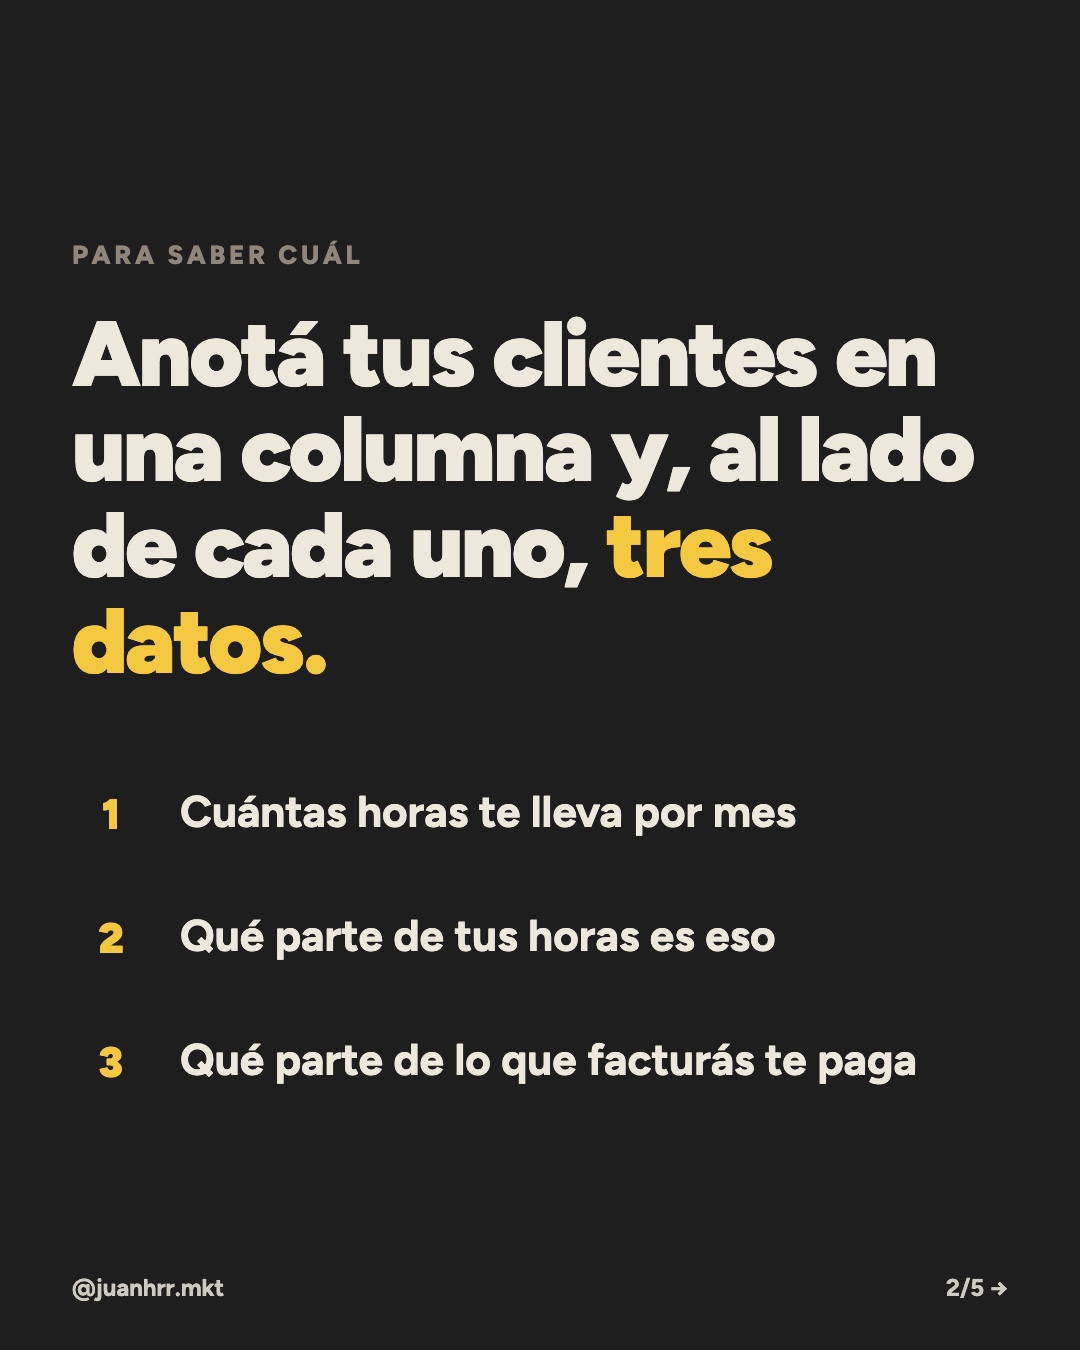 PARA SABER CUÁL
Anotá tus clientes en
una columna y, al lado
de cada uno, tres
datos.
1 Cuántas horas te lleva por mes
2 Qué parte de tus horas es eso
3 Qué parte de lo que facturás te paga
@juanhrr.mkt 2/5 →